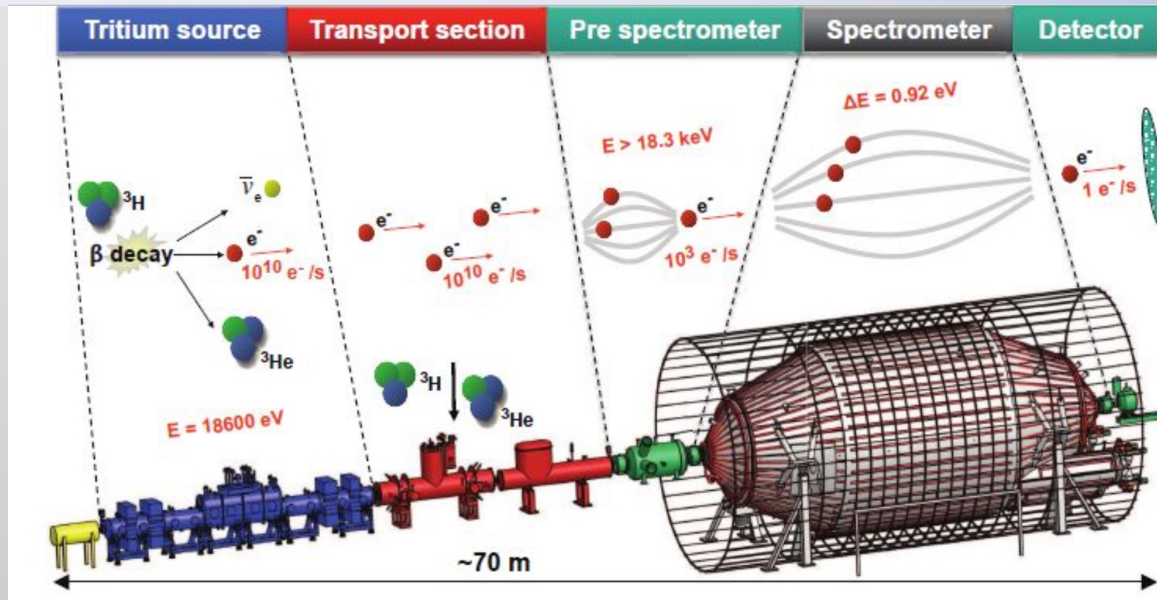 Tritium source
Transport section
Pre spectrometer
Spectrometer
Detector
ΔE = 0.92 eV
E > 18.3 keV
³H
ν̅ₑ
β decay
e⁻
10¹⁰ e⁻/s
³He
E = 18600 eV
e⁻
e⁻
e⁻
10¹⁰ e⁻/s
³H
³He
e⁻
10³ e⁻/s
e⁻
1 e⁻/s
~70 m